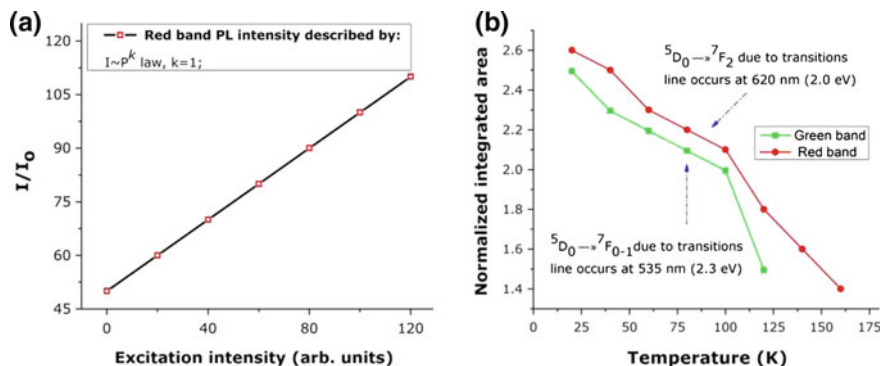 (a)
Red band PL intensity described by:
I~P^k law, k=1;
120
105
90
75
60
45
I/I₀
0
40
80
120
Excitation intensity (arb. units)
(b)
2.6
2.4
2.2
2.0
1.8
1.6
1.4
Normalized integrated area
⁵D₀—»⁷F₂ due to transitions
line occurs at 620 nm (2.0 eV)
Green band
Red band
⁵D₀—»⁷F₀₋₁ due to transitions
line occurs at 535 nm (2.3 eV)
0
25
50
75
100
125
150
175
Temperature (K)